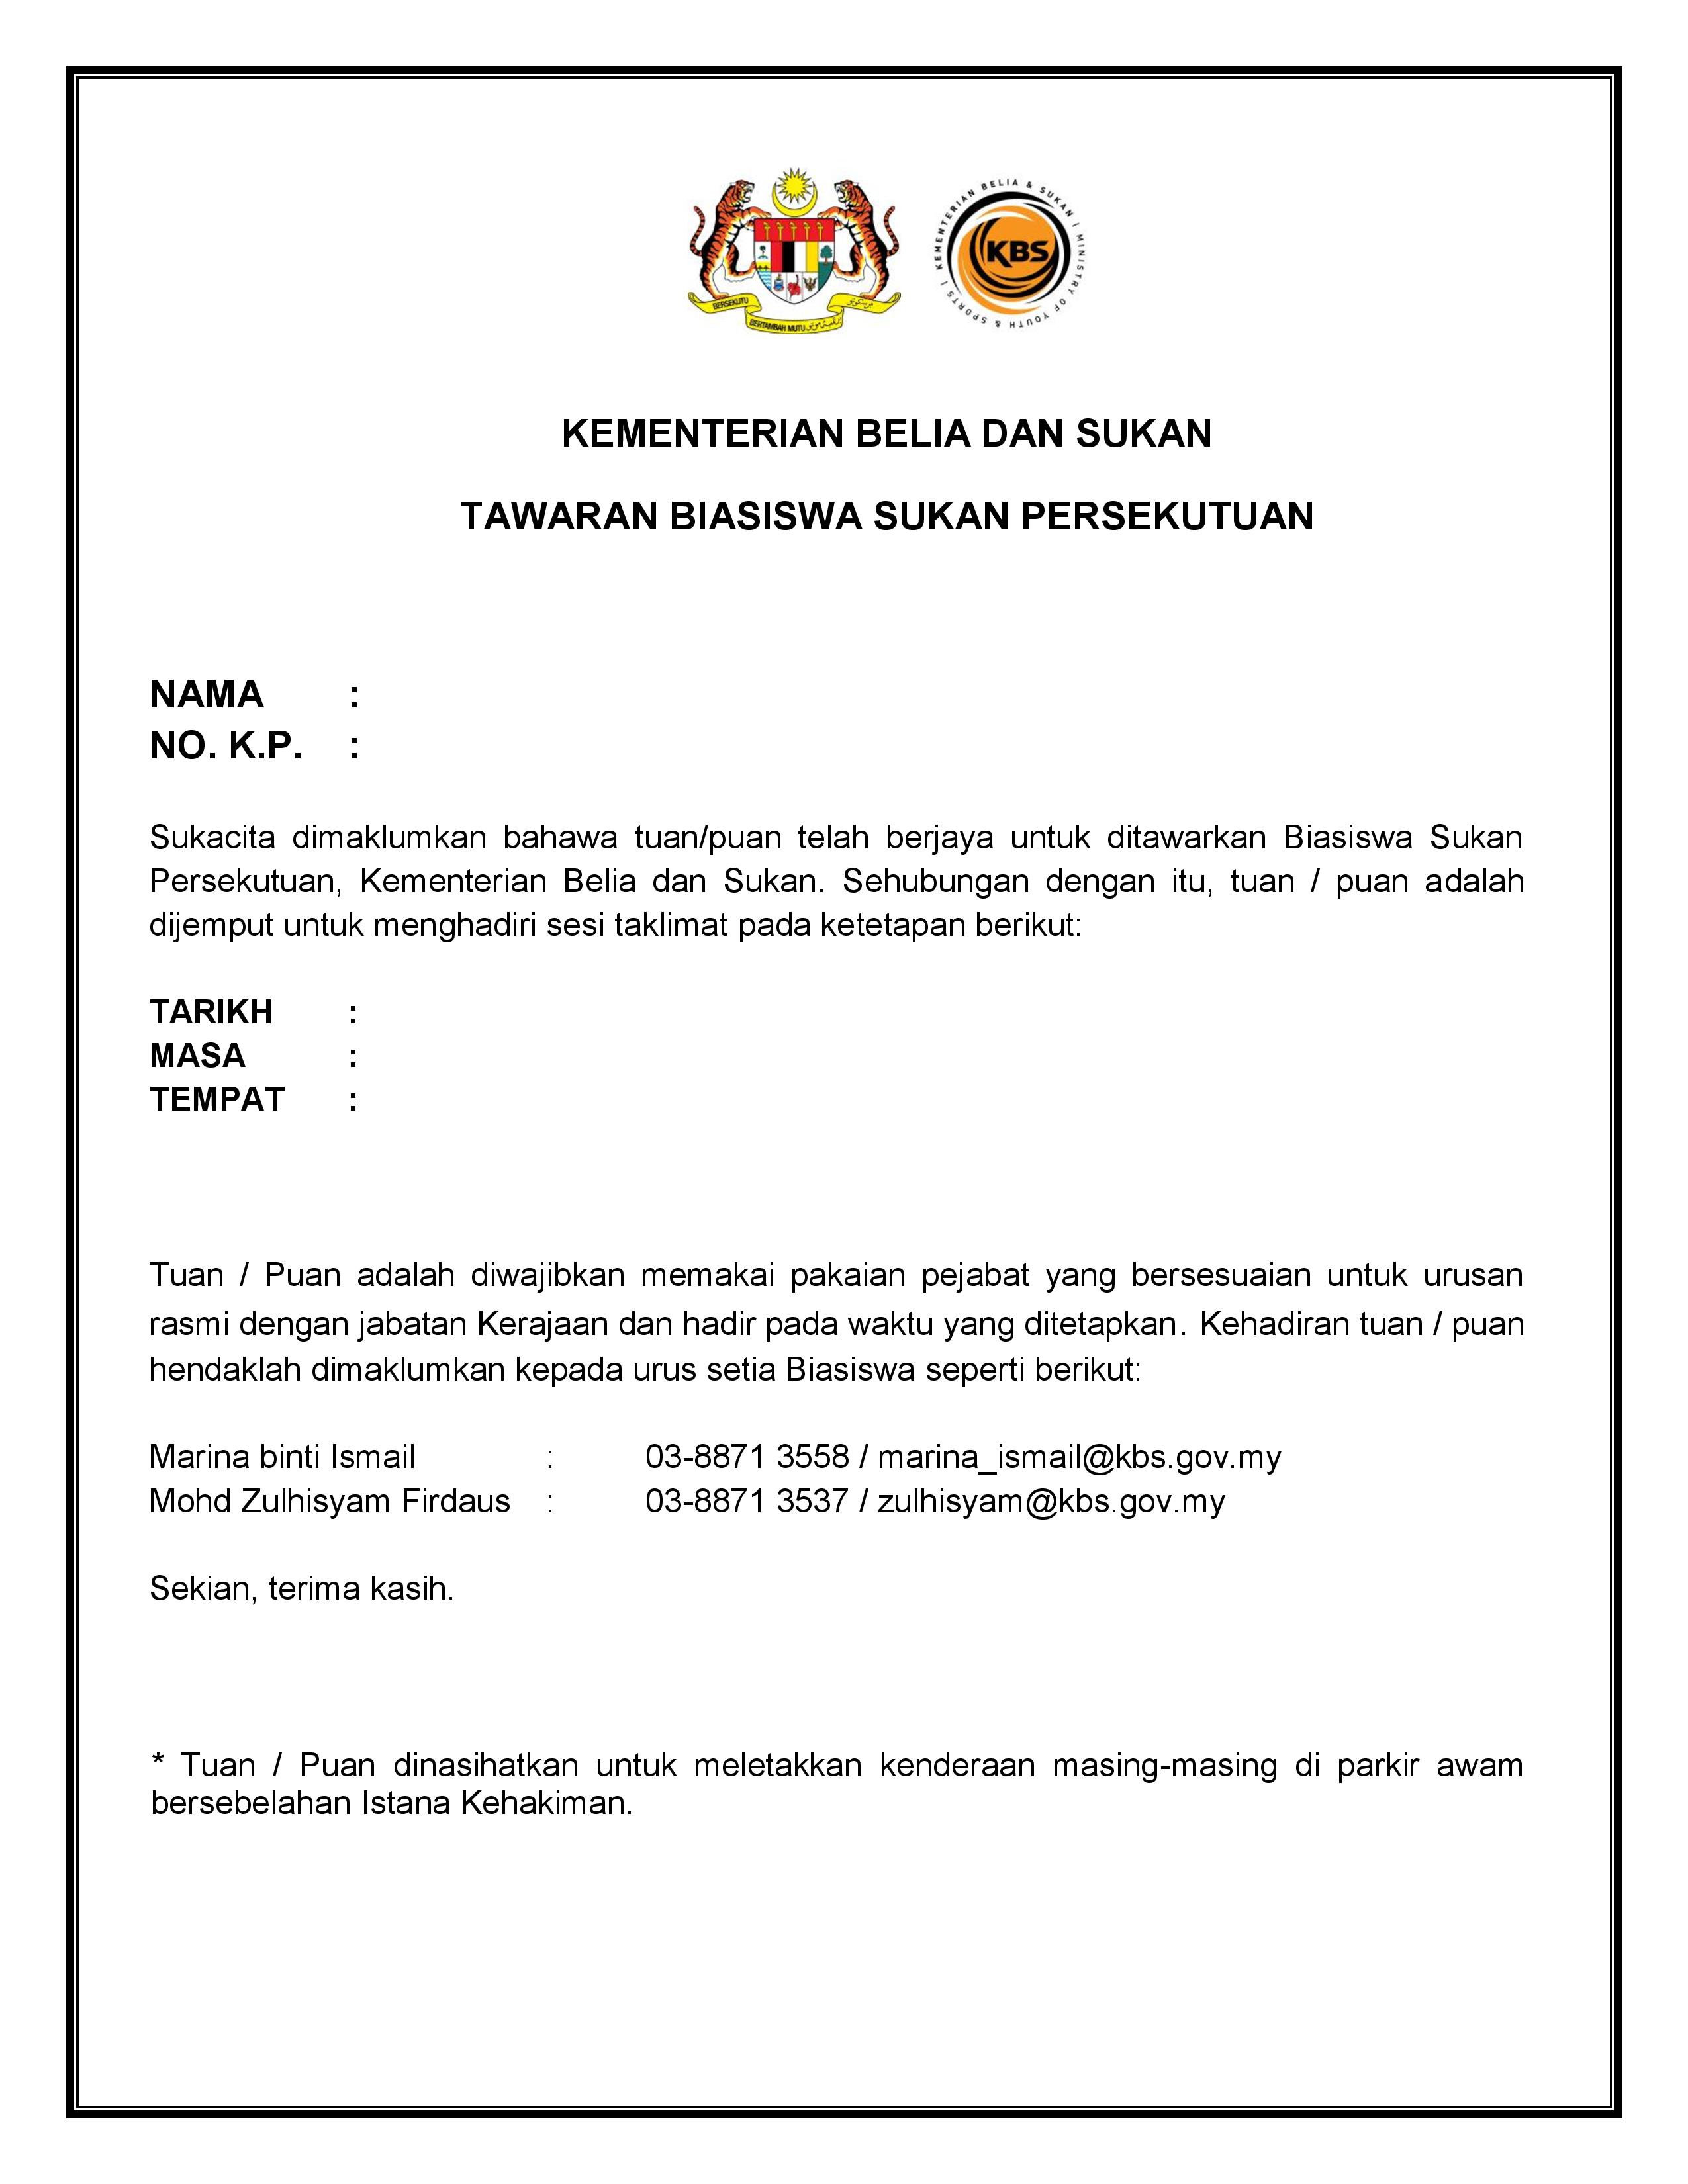 BERSEKUTU
BERTAMBAH MUTU
KEMENTERIAN BELIA & SUKAN | MINISTRY OF YOUTH & SPORTS |
KBS
KEMENTERIAN BELIA DAN SUKAN
TAWARAN BIASISWA SUKAN PERSEKUTUAN
NAMA :
NO. K.P. :
Sukacita dimaklumkan bahawa tuan/puan telah berjaya untuk ditawarkan Biasiswa Sukan
Persekutuan, Kementerian Belia dan Sukan. Sehubungan dengan itu, tuan / puan adalah
dijemput untuk menghadiri sesi taklimat pada ketetapan berikut:
TARIKH :
MASA :
TEMPAT :
Tuan / Puan adalah diwajibkan memakai pakaian pejabat yang bersesuaian untuk urusan
rasmi dengan jabatan Kerajaan dan hadir pada waktu yang ditetapkan. Kehadiran tuan / puan
hendaklah dimaklumkan kepada urus setia Biasiswa seperti berikut:
Marina binti Ismail : 03-8871 3558 / marina_ismail@kbs.gov.my
Mohd Zulhisyam Firdaus : 03-8871 3537 / zulhisyam@kbs.gov.my
Sekian, terima kasih.
* Tuan / Puan dinasihatkan untuk meletakkan kenderaan masing-masing di parkir awam
bersebelahan Istana Kehakiman.